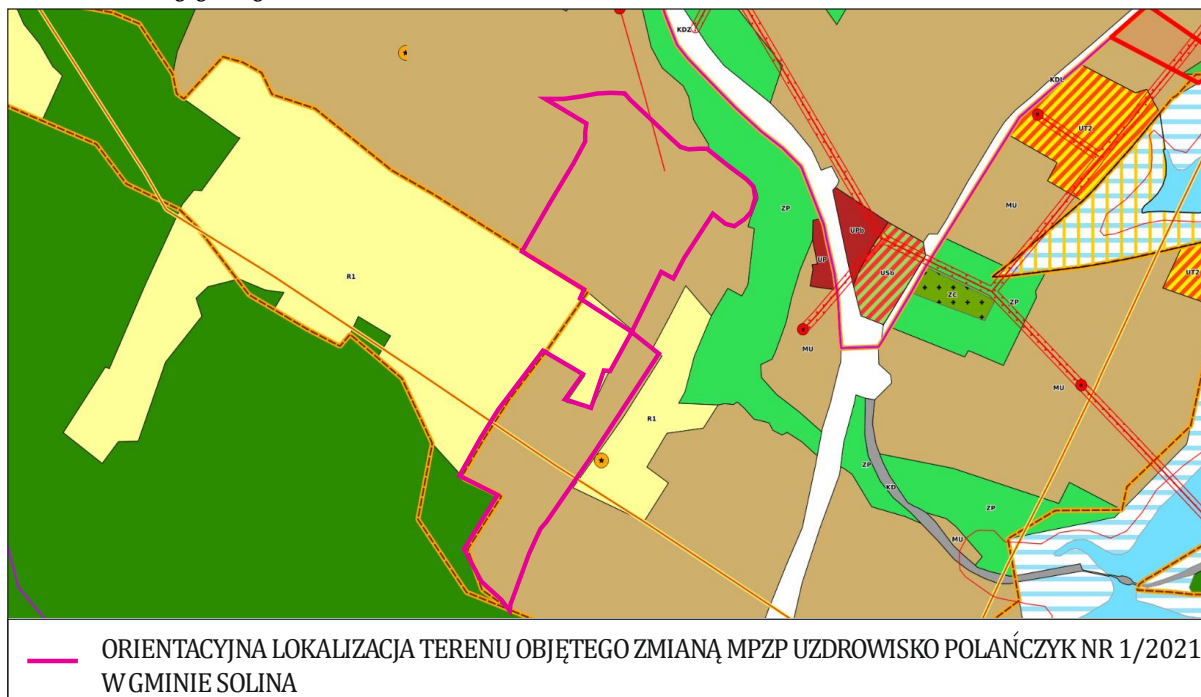 KDZ
KDL
UT2
MU
ZP
UPb
UP
USb
ZC
ZP
UT2
R1
MU
MU
R1
ZP
KD
ZP
MU
ORIENTACYJNA LOKALIZACJA TERENU OBJĘTEGO ZMIANĄ MPZP UZDROWISKO POLAŃCZYK NR 1/2021
W GMINIE SOLINA